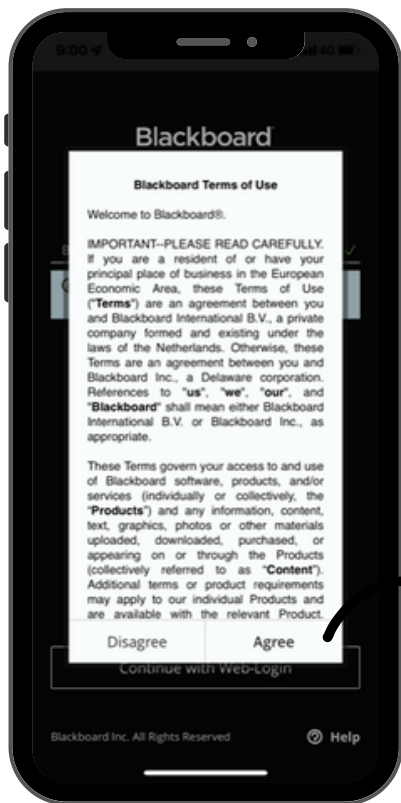 9:00
4G
Blackboard
Blackboard Terms of Use
Welcome to Blackboard®.
IMPORTANT--PLEASE READ CAREFULLY.
If you are a resident of or have your
principal place of business in the European
Economic Area, these Terms of Use
("Terms") are an agreement between you
and Blackboard International B.V., a private
company formed and existing under the
laws of the Netherlands. Otherwise, these
Terms are an agreement between you and
Blackboard Inc., a Delaware corporation.
References to "us", "we", "our", and
"Blackboard" shall mean either Blackboard
International B.V. or Blackboard Inc., as
appropriate.
These Terms govern your access to and use
of Blackboard software, products, and/or
services (individually or collectively, the
"Products") and any information, content,
text, graphics, photos or other materials
uploaded, downloaded, purchased, or
appearing on or through the Products
(collectively referred to as "Content").
Additional terms or product requirements
may apply to our individual Products and
are available with the relevant Product.
Disagree Agree
Continue with Web-Login
Blackboard Inc. All Rights Reserved Help